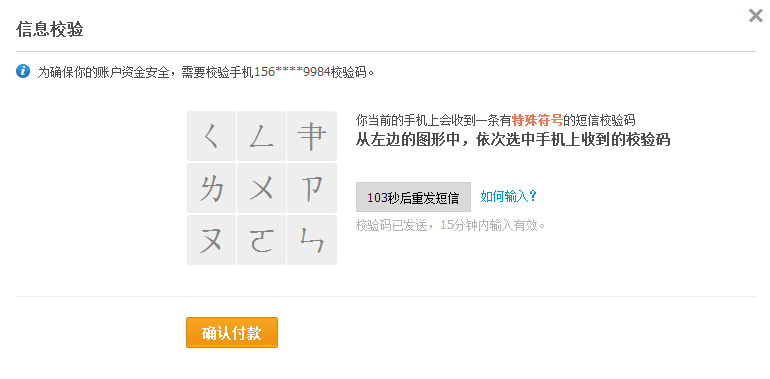 信息校验
为确保你的账户资金安全，需要校验手机156****9984校验码。
你当前的手机上会收到一条有特殊符号的短信校验码
从左边的图形中，依次选中手机上收到的校验码
ㄑ ㄥ 肀
ㄌ ㄨ ㄗ
ㄡ ㄛ ㄣ
103秒后重发短信 如何输入？
校验码已发送，15分钟内输入有效。
确认付款